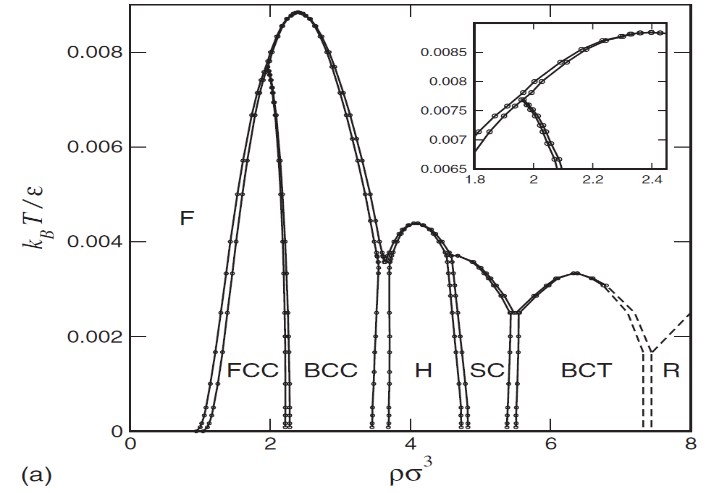 0.008
0.006
0.004
0.002
0
k_B T / ε
F
FCC
BCC
H
SC
BCT
R
0.0085
0.008
0.0075
0.007
0.0065
1.8 2 2.2 2.4
0 2 4 6 8
ρσ³
(a)